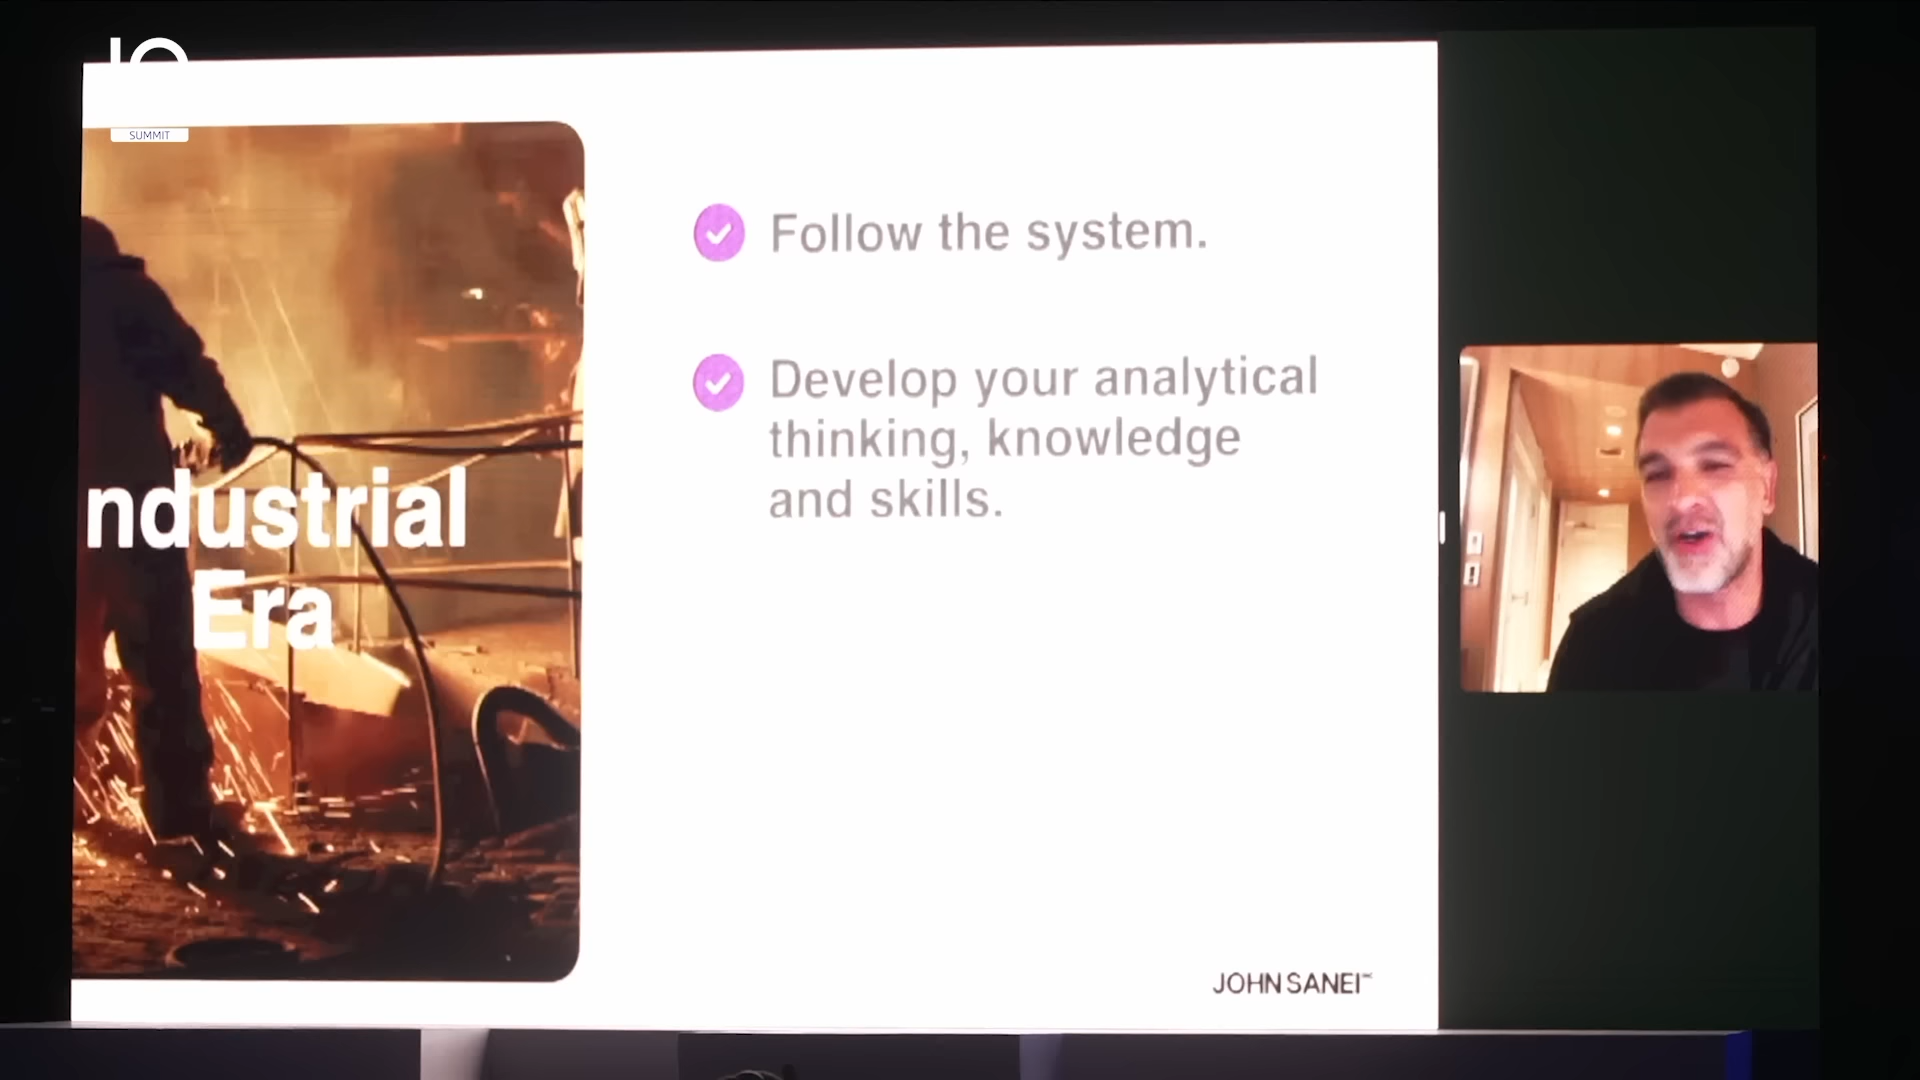 SUMMIT
ndustrial
Era
Follow the system.
Develop your analytical
thinking, knowledge
and skills.
JOHN SANEI